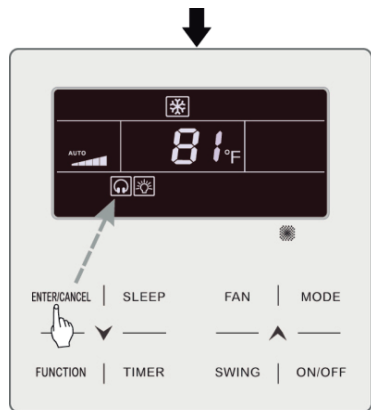 AUTO
81°F
ENTER/CANCEL SLEEP FAN MODE
FUNCTION TIMER SWING ON/OFF